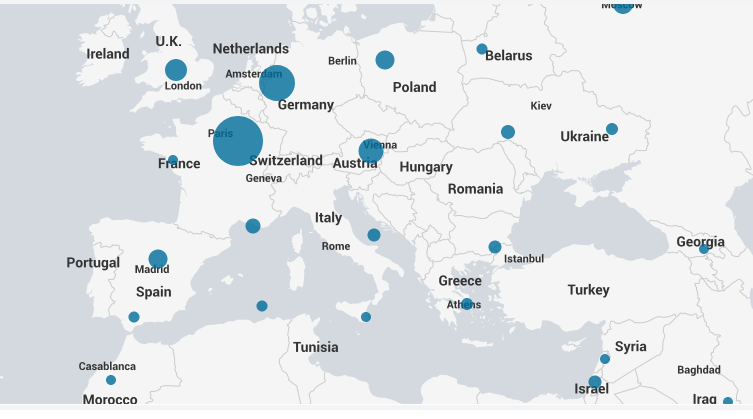 Moscow
U.K.
Netherlands
Ireland
Belarus
Berlin
Amsterdam
London
Poland
Germany
Kiev
Paris
Ukraine
Vienna
Switzerland
France
Austria
Hungary
Geneva
Romania
Italy
Georgia
Rome
Istanbul
Portugal
Madrid
Greece
Spain
Turkey
Athens
Tunisia
Syria
Casablanca
Baghdad
Israel
Morocco
Iraq